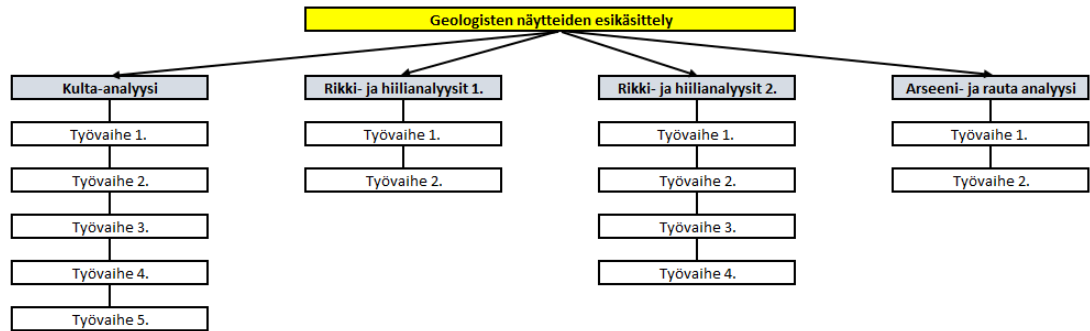 Geologisten näytteiden esikäsittely
Kulta-analyysi
Rikki- ja hiilianalyysit 1.
Rikki- ja hiilianalyysit 2.
Arseeni- ja rauta analyysi
Työvaihe 1.
Työvaihe 1.
Työvaihe 1.
Työvaihe 1.
Työvaihe 2.
Työvaihe 2.
Työvaihe 2.
Työvaihe 2.
Työvaihe 3.
Työvaihe 3.
Työvaihe 4.
Työvaihe 4.
Työvaihe 5.